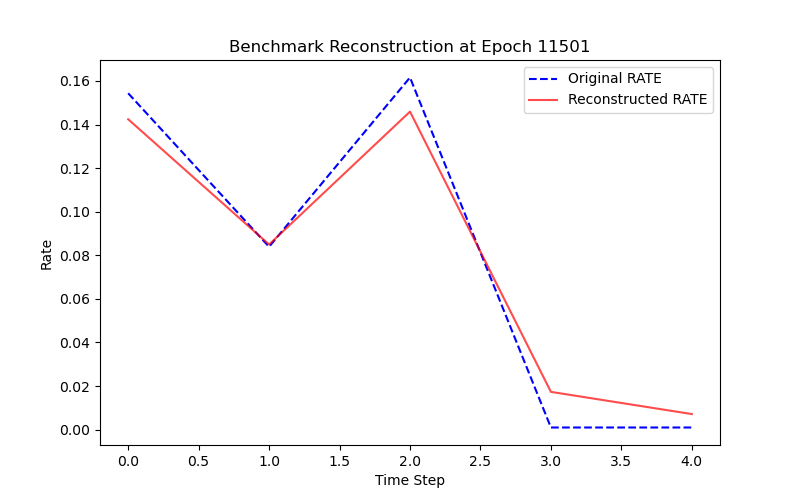 Benchmark Reconstruction at Epoch 11501
Original RATE
Reconstructed RATE
0.16
0.14
0.12
0.10
0.08
0.06
0.04
0.02
0.00
Rate
0.0 0.5 1.0 1.5 2.0 2.5 3.0 3.5 4.0
Time Step